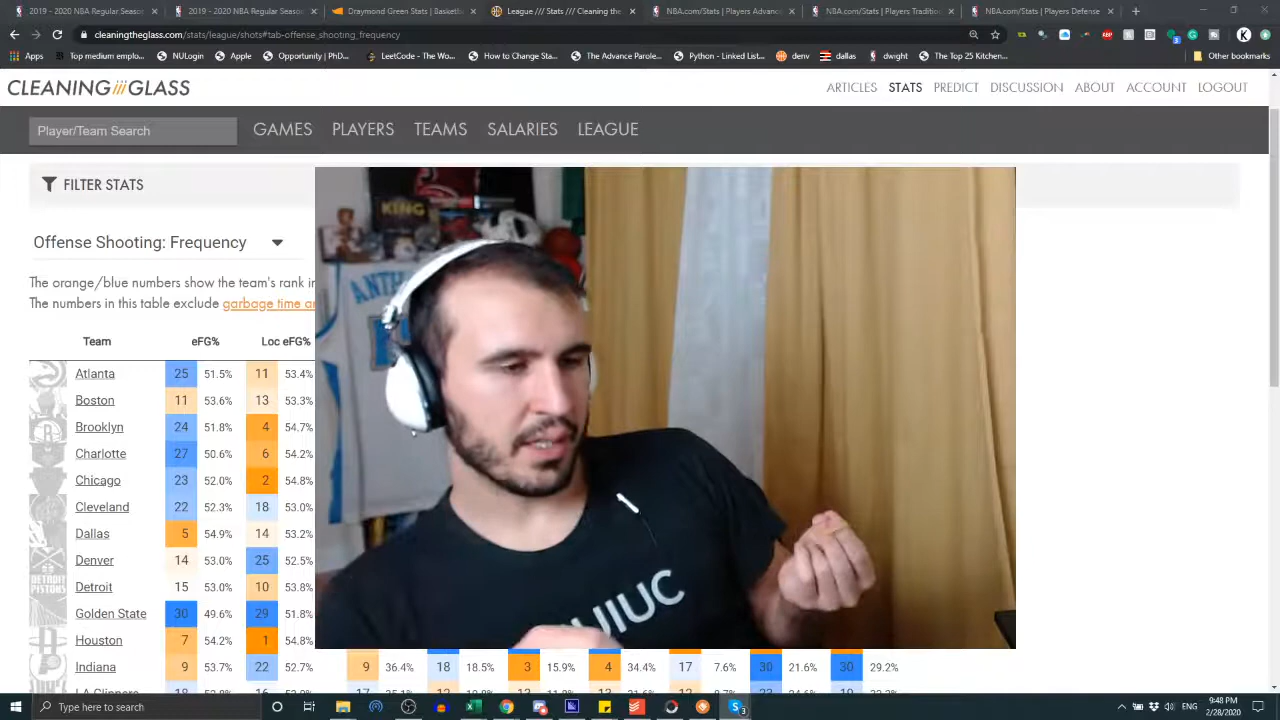 2019 - 2020 NBA Regular Season
2019 - 2020 NBA Regular Season
Draymond Green Stats | Basketb
League /// Stats /// Cleaning the
NBA.com/Stats | Players Advanc
NBA.com/Stats | Players Tradition
NBA.com/Stats | Players Defense
cleaningtheglass.com/stats/league/shots#tab-offense_shooting_frequency
Apps
Top medium equati...
NULogin
Apple
Opportunities | PhD...
LeetCode - The Wo...
How to Change Sta...
The Advance Parole...
Python - Linked List...
denv
dallas
dwight
The Top 25 Kitchen...
Other bookmarks
CLEANING THE GLASS
ARTICLES STATS PREDICT DISCUSSION ABOUT ACCOUNT LOGOUT
Player/Team Search
GAMES PLAYERS TEAMS SALARIES LEAGUE
FILTER STATS
Offense Shooting: Frequency
The orange/blue numbers show the team's rank in
The numbers in this table exclude garbage time an
Team eFG% Loc eFG%
Atlanta 25 51.5% 11 53.4%
Boston 11 53.6% 13 53.3%
Brooklyn 24 51.8% 4 54.7%
Charlotte 27 50.6% 6 54.2%
Chicago 23 52.0% 2 54.8%
Cleveland 22 52.3% 18 53.0%
Dallas 5 54.9% 14 53.2%
Denver 14 53.0% 25 52.5%
Detroit 15 53.0% 10 53.8%
Golden State 30 49.6% 29 51.8%
Houston 7 54.2% 1 54.8%
Indiana 9 53.7% 22 52.7% 9 36.4% 18 18.5% 3 15.9% 4 34.4% 17 7.6% 30 21.6% 30 29.2%
LA Clippers
KING
ANTH
UIUC
Type here to search
ENG
9:48 PM
2/28/2020